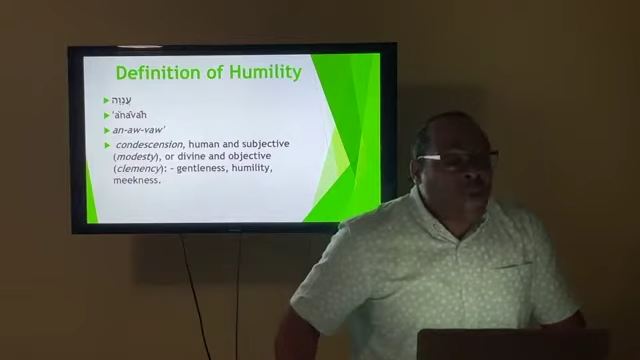 Definition of Humility
עֲנָוָה
‛ănâvâh
an-aw-vaw'
condescension, human and subjective
(modesty), or divine and objective
(clemency): - gentleness, humility,
meekness.